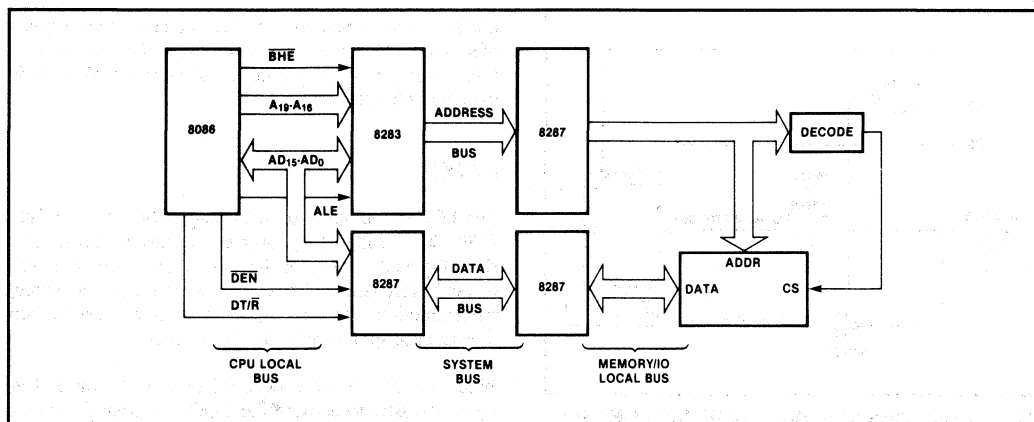 8086
BHE
A19-A16
AD15-AD0
ALE
DEN
DT/R
8283
8287
ADDRESS
BUS
8287
DATA
BUS
8287
DECODE
ADDR
DATA
CS
CPU LOCAL
BUS
SYSTEM
BUS
MEMORY/IO
LOCAL BUS